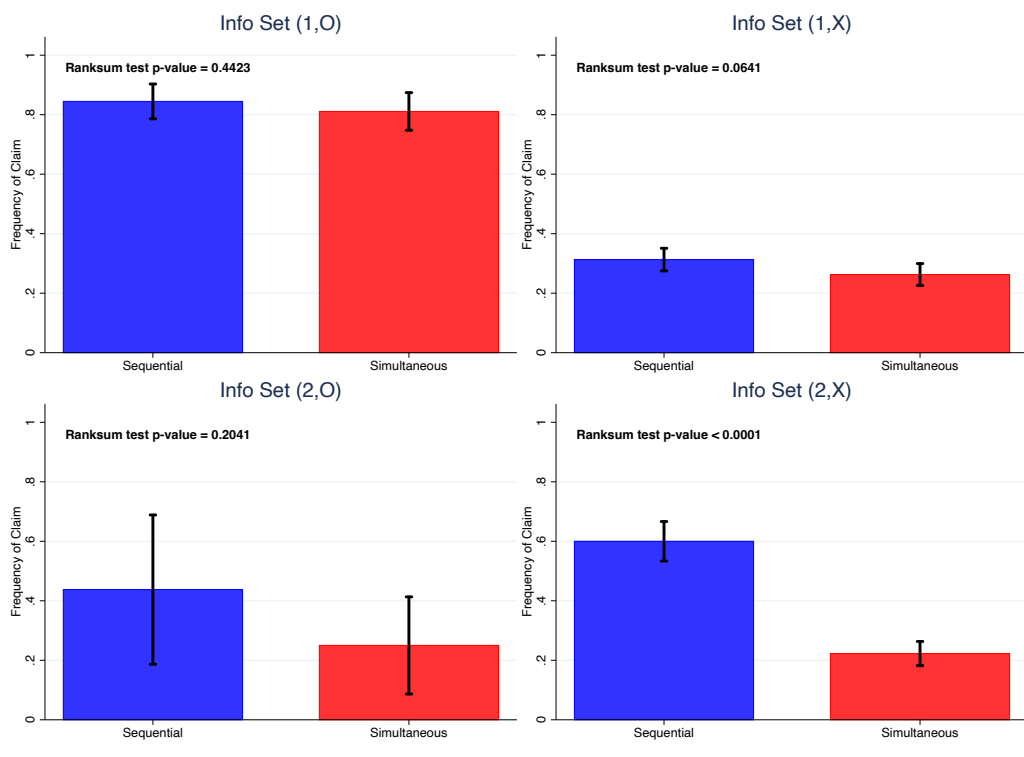 Info Set (1,O)
Ranksum test p-value = 0.4423
Frequency of Claim
1
.8
.6
.4
.2
0
Sequential Simultaneous
Info Set (1,X)
Ranksum test p-value = 0.0641
Frequency of Claim
1
.8
.6
.4
.2
0
Sequential Simultaneous
Info Set (2,O)
Ranksum test p-value = 0.2041
Frequency of Claim
1
.8
.6
.4
.2
0
Sequential Simultaneous
Info Set (2,X)
Ranksum test p-value < 0.0001
Frequency of Claim
1
.8
.6
.4
.2
0
Sequential Simultaneous